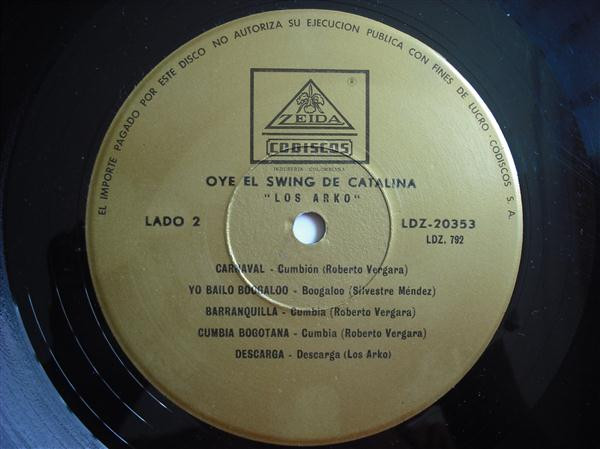 EL IMPORTE PAGADO POR ESTE DISCO NO AUTORIZA SU EJECUCION PUBLICA CON FINES DE LUCRO - CODISCOS S. A.
®
ZEIDA
CODISCOS
INDUSTRIA COLOMBIANA
OYE EL SWING DE CATALINA
"LOS ARKO"
LADO 2
LDZ-20353
LDZ. 792
CARNAVAL - Cumbión (Roberto Vergara)
YO BAILO BOOGALOO - Boogaloo (Silvestre Méndez)
BARRANQUILLA - Cumbia (Roberto Vergara)
CUMBIA BOGOTANA - Cumbia (Roberto Vergara)
DESCARGA - Descarga (Los Arko)